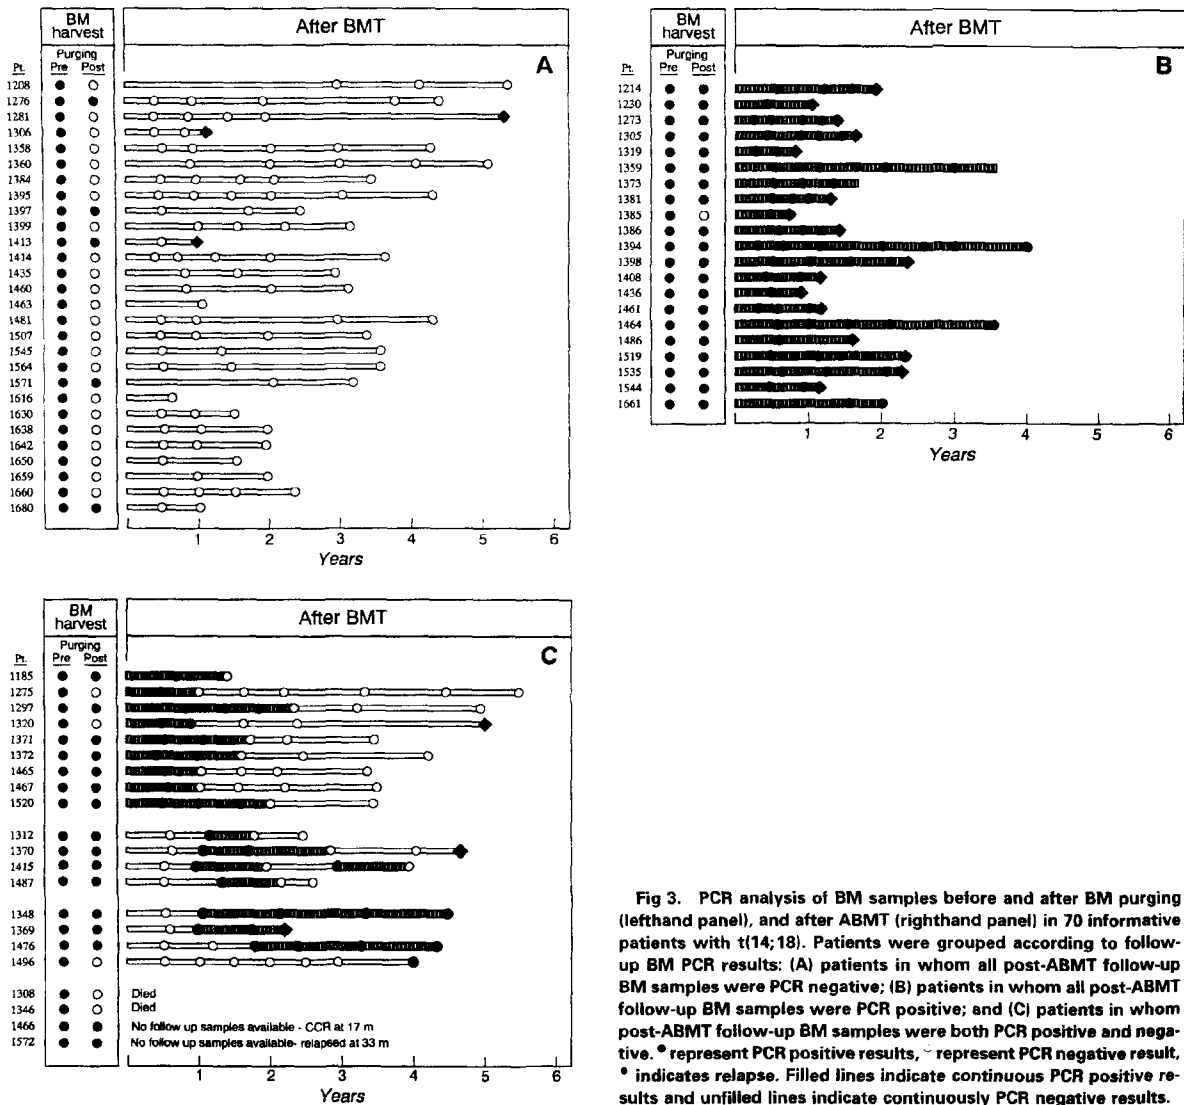 BM
harvest
After BMT
Purging
Pt. Pre Post
A
1208
1276
1281
1306
1358
1360
1384
1395
1397
1399
1413
1414
1435
1460
1463
1481
1507
1545
1564
1571
1616
1630
1638
1642
1650
1659
1660
1680
1 2 3 4 5 6
Years
BM
harvest
After BMT
Purging
Pt. Pre Post
B
1214
1230
1273
1305
1319
1359
1373
1381
1385
1386
1394
1398
1408
1436
1461
1464
1486
1519
1535
1544
1661
1 2 3 4 5 6
Years
BM
harvest
After BMT
Purging
Pt. Pre Post
C
1185
1275
1297
1320
1371
1372
1465
1467
1520
1312
1370
1415
1487
1348
1369
1476
1496
1308 Died
1346 Died
1466 No follow up samples available - CCR at 17 m
1572 No follow up samples available- relapsed at 33 m
1 2 3 4 5 6
Years
Fig 3. PCR analysis of BM samples before and after BM purging
(lefthand panel), and after ABMT (righthand panel) in 70 informative
patients with t(14;18). Patients were grouped according to follow-
up BM PCR results: (A) patients in whom all post-ABMT follow-up
BM samples were PCR negative; (B) patients in whom all post-ABMT
follow-up BM samples were PCR positive; and (C) patients in whom
post-ABMT follow-up BM samples were both PCR positive and nega-
tive. ● represent PCR positive results, ○ represent PCR negative result,
● indicates relapse. Filled lines indicate continuous PCR positive re-
sults and unfilled lines indicate continuously PCR negative results.